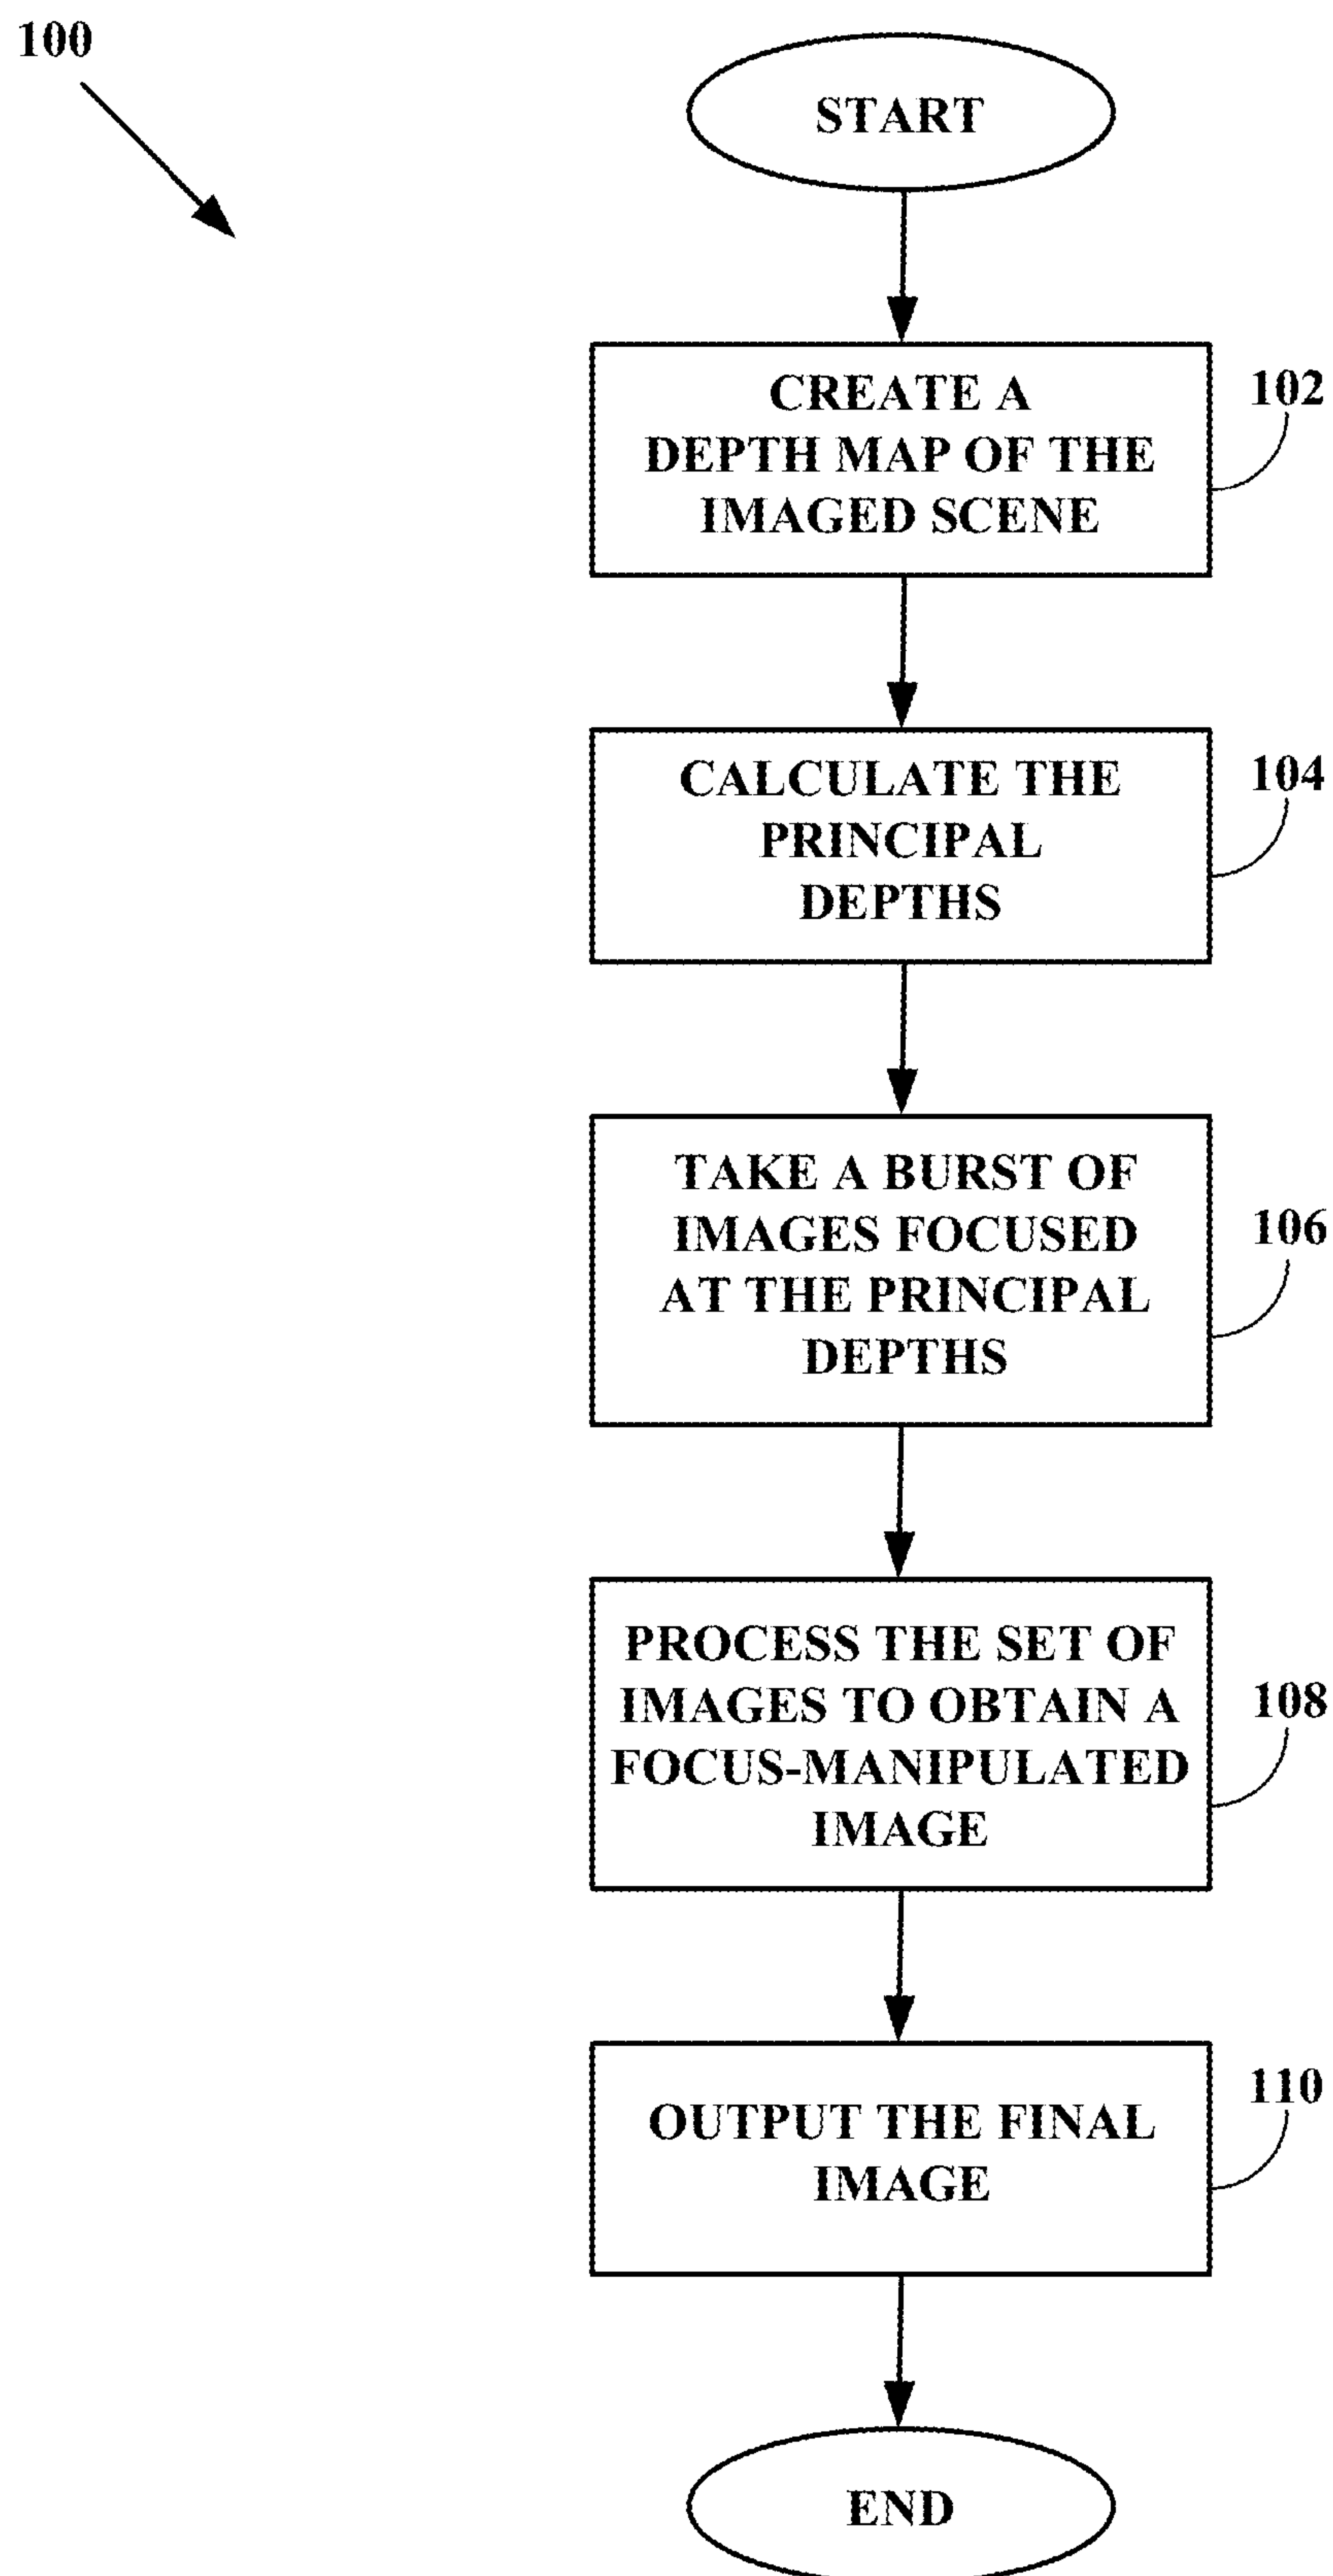 100
START
CREATE A
DEPTH MAP OF THE
IMAGED SCENE
102
CALCULATE THE
PRINCIPAL
DEPTHS
104
TAKE A BURST OF
IMAGES FOCUSED
AT THE PRINCIPAL
DEPTHS
106
PROCESS THE SET OF
IMAGES TO OBTAIN A
FOCUS-MANIPULATED
IMAGE
108
OUTPUT THE FINAL
IMAGE
110
END